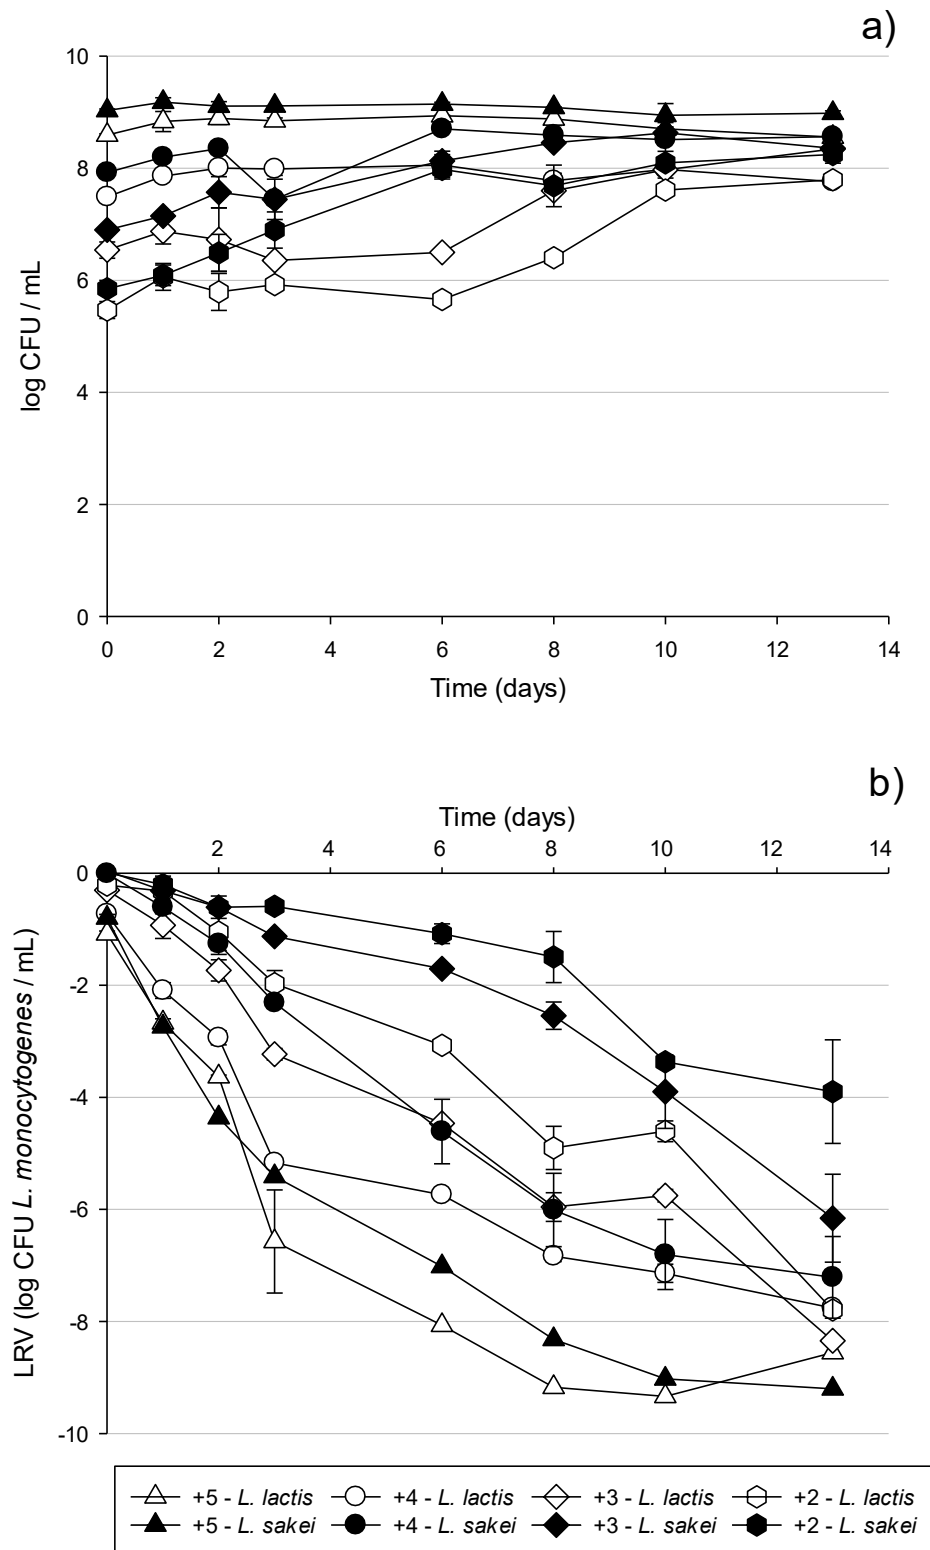 a)
10
8
6
4
2
0
log CFU / mL
0 2 4 6 8 10 12 14
Time (days)
b)
Time (days)
2 4 6 8 10 12 14
0
-2
-4
-6
-8
-10
LRV (log CFU L. monocytogenes / mL)
+5 - L. lactis +4 - L. lactis +3 - L. lactis +2 - L. lactis
+5 - L. sakei +4 - L. sakei +3 - L. sakei +2 - L. sakei